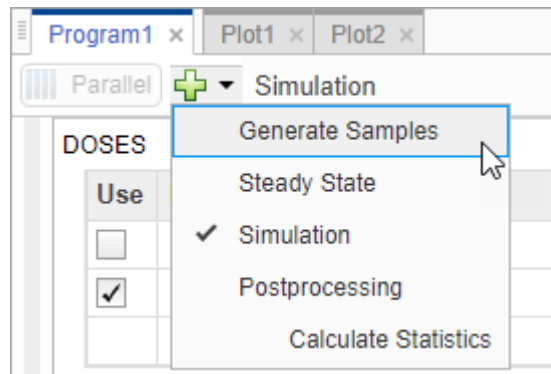 Program1 × Plot1 × Plot2 ×
Parallel Simulation
DOSES
Generate Samples
Use
Steady State
Simulation
Postprocessing
Calculate Statistics